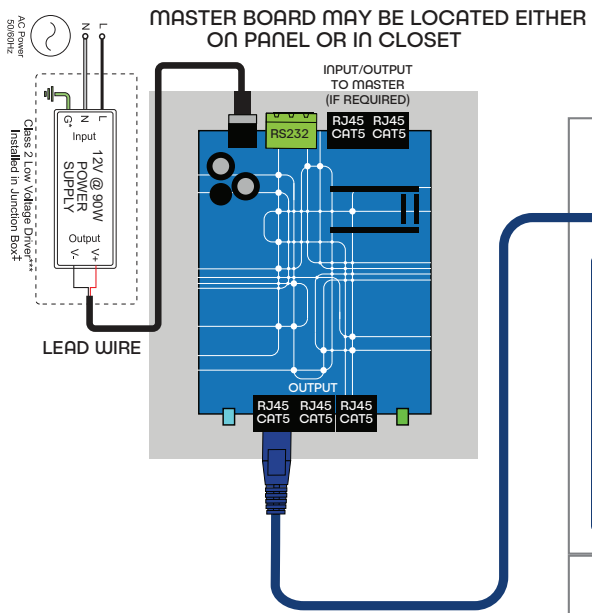 MASTER BOARD MAY BE LOCATED EITHER
ON PANEL OR IN CLOSET
AC Power
50/60Hz
N
L
G*
N
L
Input
12V @ 90W
POWER
SUPPLY
Output
V-
V+
Class 2 Low Voltage Driver***
Installed in Junction Box‡
LEAD WIRE
INPUT/OUTPUT
TO MASTER
(IF REQUIRED)
RS232
RJ45 RJ45
CAT5 CAT5
OUTPUT
RJ45 RJ45 RJ45
CAT5 CAT5 CAT5